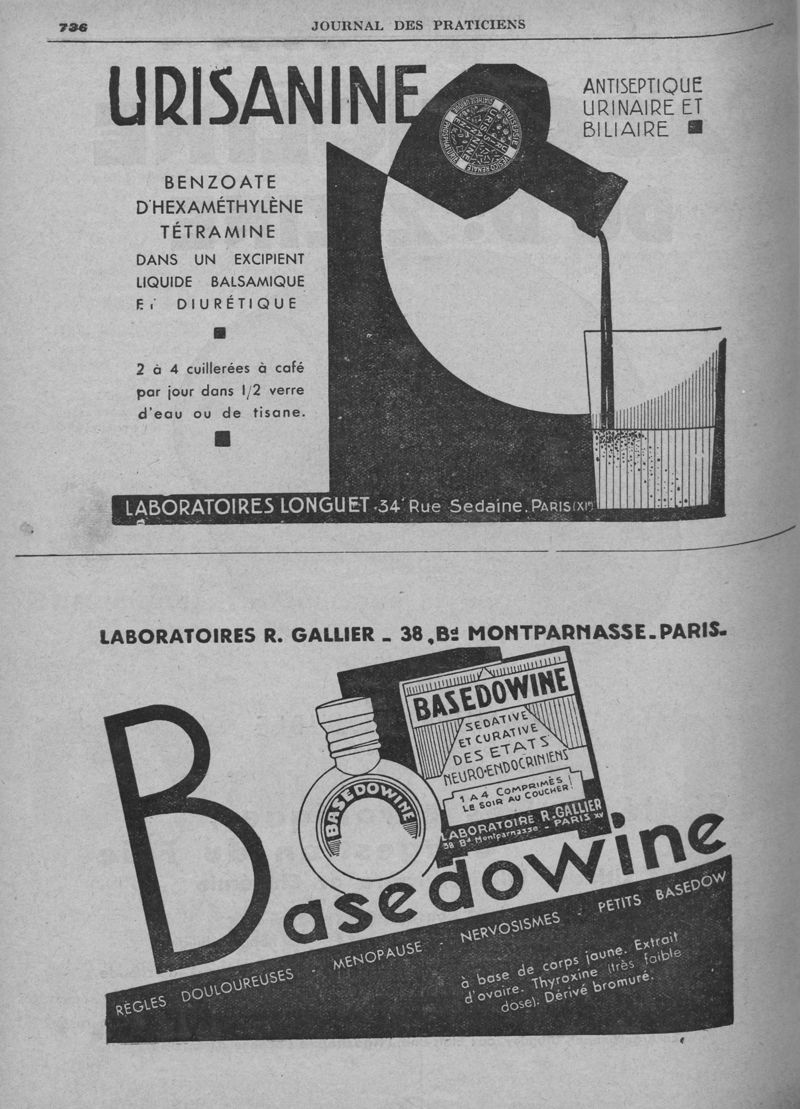 736
JOURNAL DES PRATICIENS
URISANINE
ANTISEPTIQUE
URINAIRE ET
BILIAIRE
BENZOATE
D'HEXAMÉTHYLÈNE
TÉTRAMINE
DANS UN EXCIPIENT
LIQUIDE BALSAMIQUE
ET DIURÉTIQUE
2 à 4 cuillerées à café
par jour dans 1/2 verre
d'eau ou de tisane.
LABORATOIRES LONGUET. 34 Rue Sedaine. PARIS (XIe)
LABORATOIRES R. GALLIER - 38, Bd MONTPARNASSE - PARIS -
BASEDOWINE
SEDATIVE
ET CURATIVE
DES ETATS
NEURO-ENDOCRINIENS
1 A 4 COMPRIMÉS
LE SOIR AU COUCHER!
LABORATOIRE R. GALLIER
38 Bd Montparnasse - PARIS XV
BASEDOWINE
Basedowine
RÈGLES DOULOUREUSES - MENOPAUSE - NERVOSISMES - PETITS BASEDOW
à base de corps jaune. Extrait
d'ovaire. Thyroxine (très faible
dose). Dérivé bromuré.